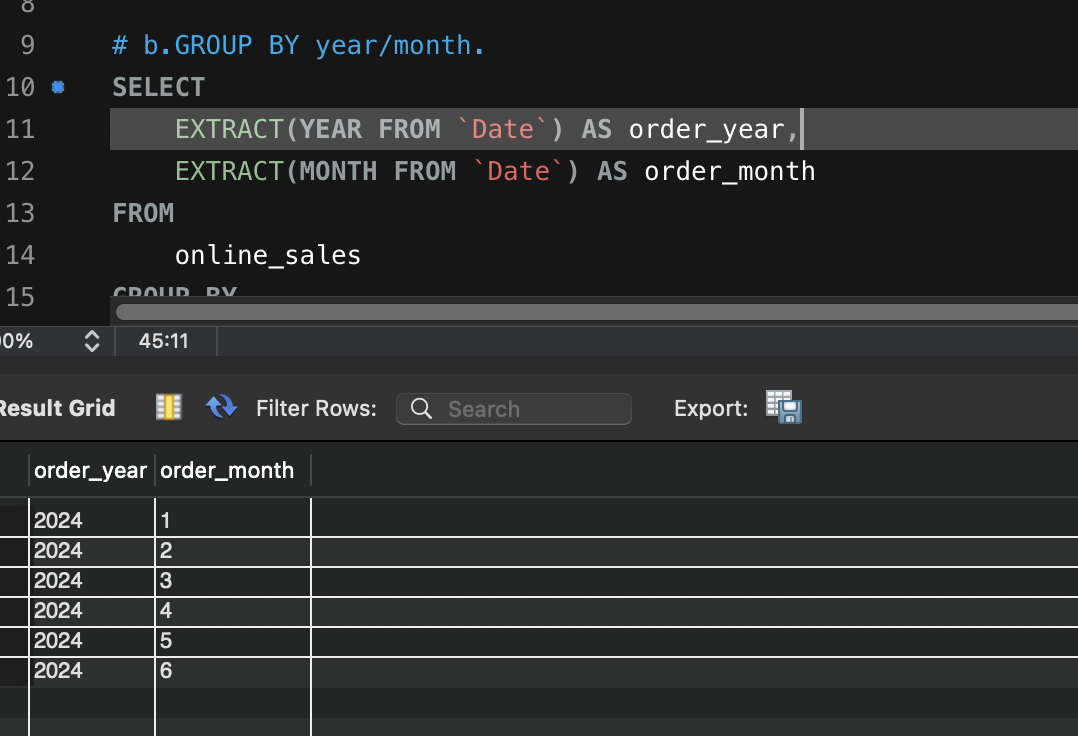 8
9 # b.GROUP BY year/month.
10 SELECT
11 EXTRACT(YEAR FROM `Date`) AS order_year,
12 EXTRACT(MONTH FROM `Date`) AS order_month
13 FROM
14 online_sales
15 GROUP BY
00% 45:11
Result Grid Filter Rows: Search Export:
order_year order_month
2024 1
2024 2
2024 3
2024 4
2024 5
2024 6